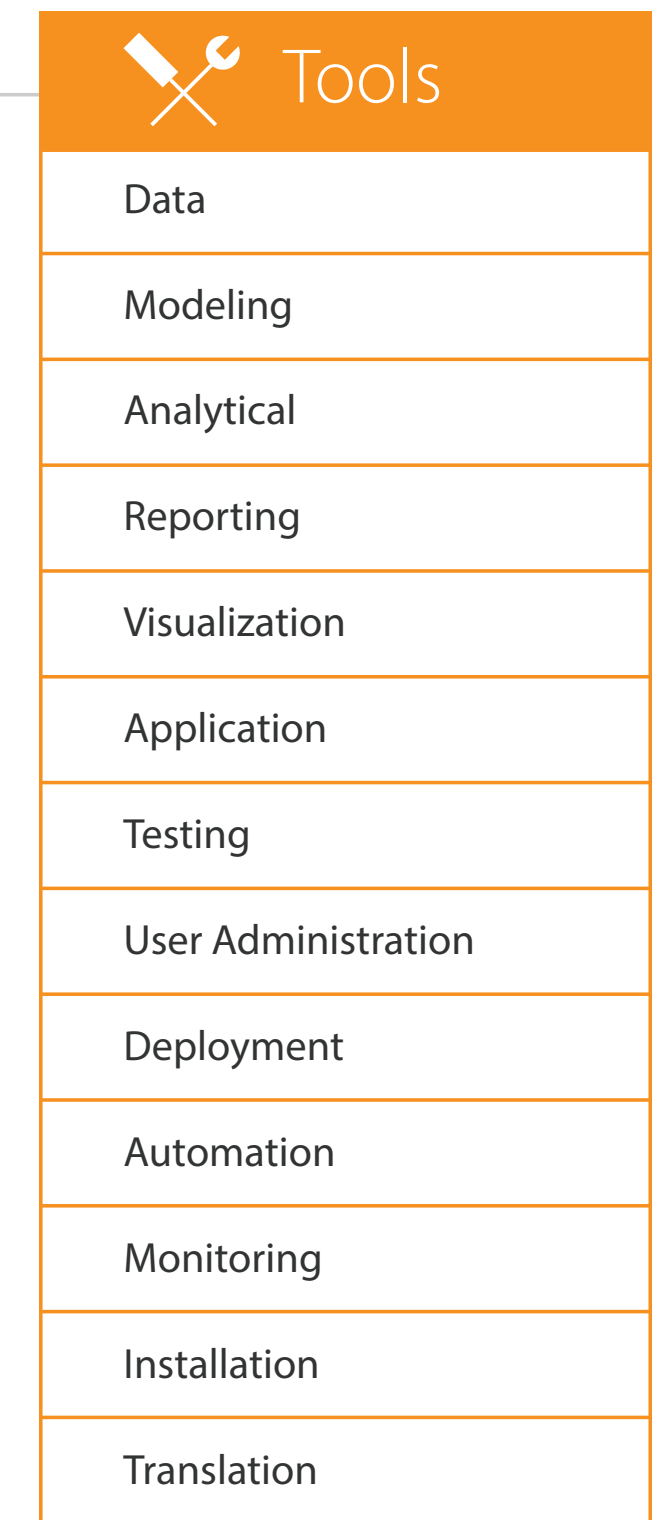 Tools
Data
Modeling
Analytical
Reporting
Visualization
Application
Testing
User Administration
Deployment
Automation
Monitoring
Installation
Translation